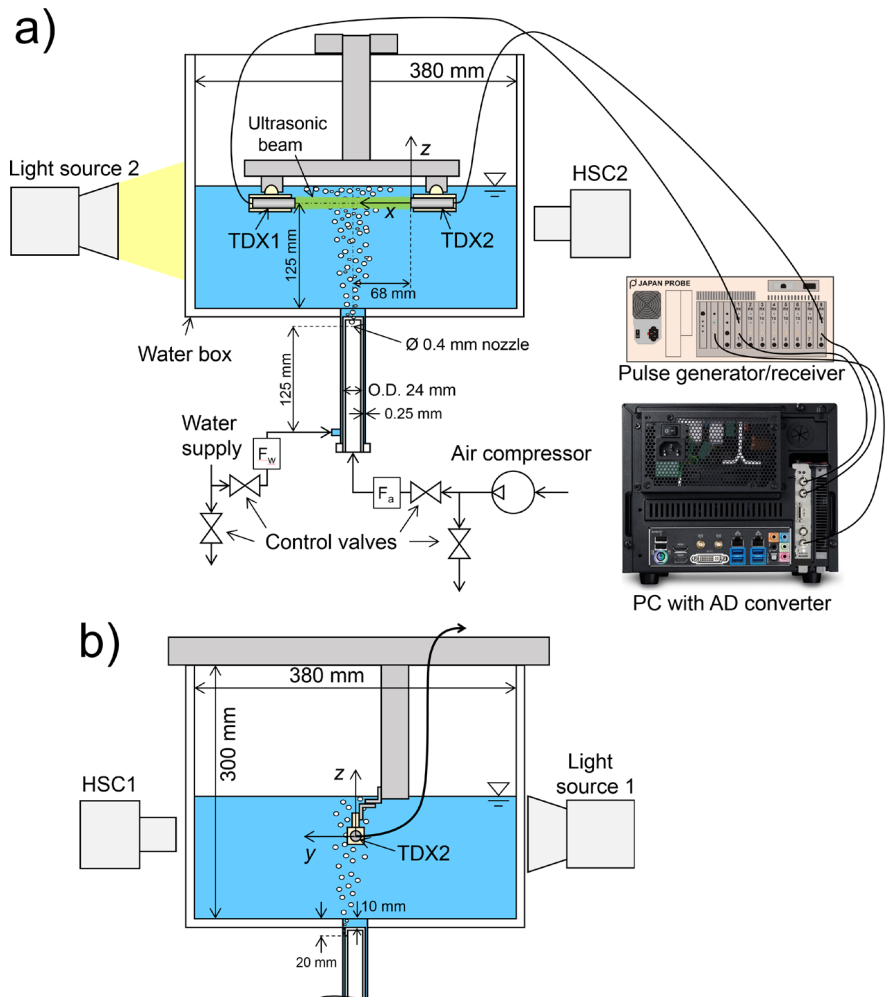 a)
380 mm
Ultrasonic
beam
z
Light source 2
HSC2
x
TDX1
TDX2
125 mm
68 mm
JAPAN PROBE
Water box
Ø 0.4 mm nozzle
Pulse generator/receiver
125 mm
O.D. 24 mm
0.25 mm
Water
supply
Fw
Air compressor
Fa
Control valves
PC with AD converter
b)
380 mm
300 mm
HSC1
Light
source 1
z
y
TDX2
10 mm
20 mm